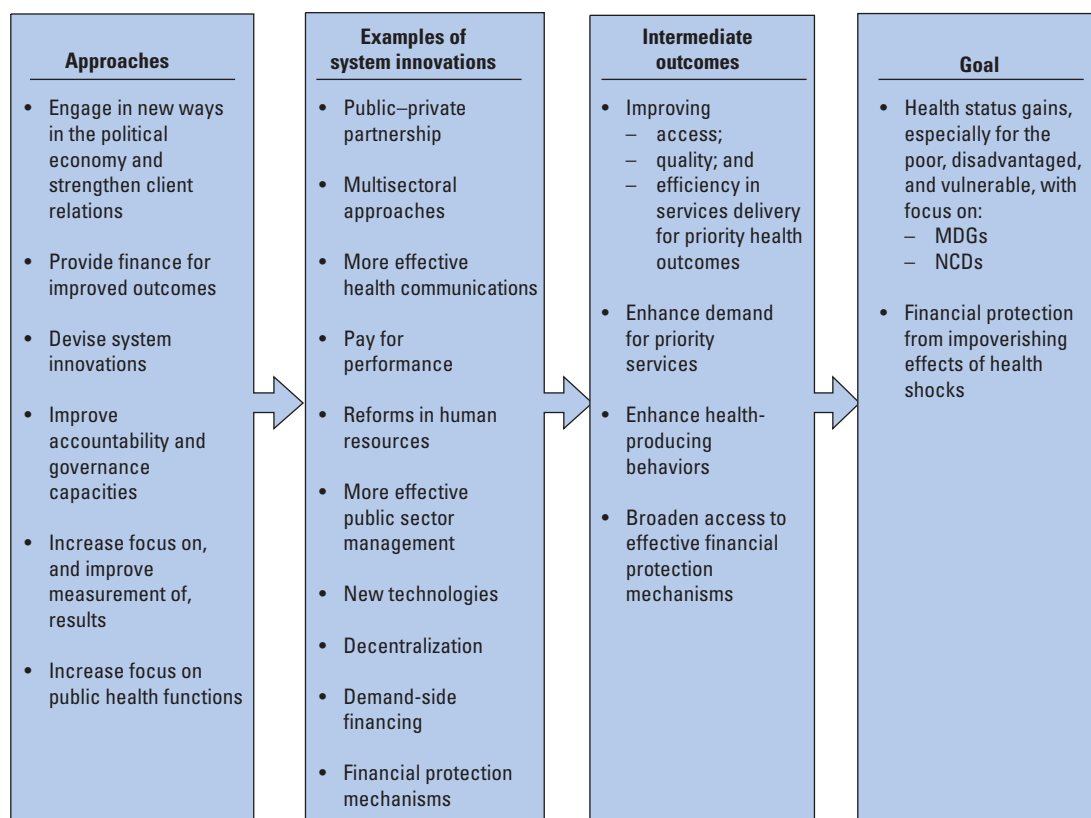 Approaches
• Engage in new ways
in the political
economy and
strengthen client
relations
• Provide finance for
improved outcomes
• Devise system
innovations
• Improve
accountability and
governance
capacities
• Increase focus on,
and improve
measurement of,
results
• Increase focus on
public health functions
Examples of
system innovations
• Public–private
partnership
• Multisectoral
approaches
• More effective
health communications
• Pay for
performance
• Reforms in human
resources
• More effective
public sector
management
• New technologies
• Decentralization
• Demand-side
financing
• Financial protection
mechanisms
Intermediate
outcomes
• Improving
– access;
– quality; and
– efficiency in
services delivery
for priority health
outcomes
• Enhance demand
for priority
services
• Enhance health-
producing
behaviors
• Broaden access to
effective financial
protection
mechanisms
Goal
• Health status gains,
especially for the
poor, disadvantaged,
and vulnerable, with
focus on:
– MDGs
– NCDs
• Financial protection
from impoverishing
effects of health
shocks